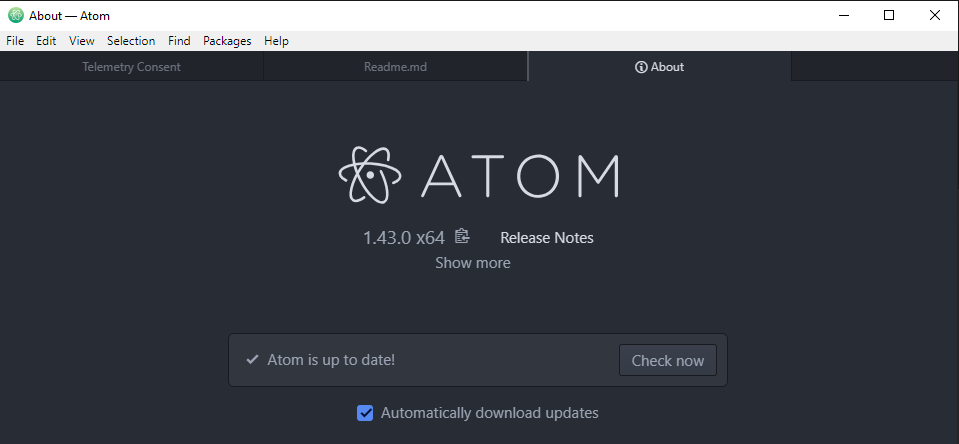 About — Atom
File Edit View Selection Find Packages Help
Telemetry Consent Readme.md About
ATOM
1.43.0 x64 Release Notes
Show more
Atom is up to date! Check now
Automatically download updates